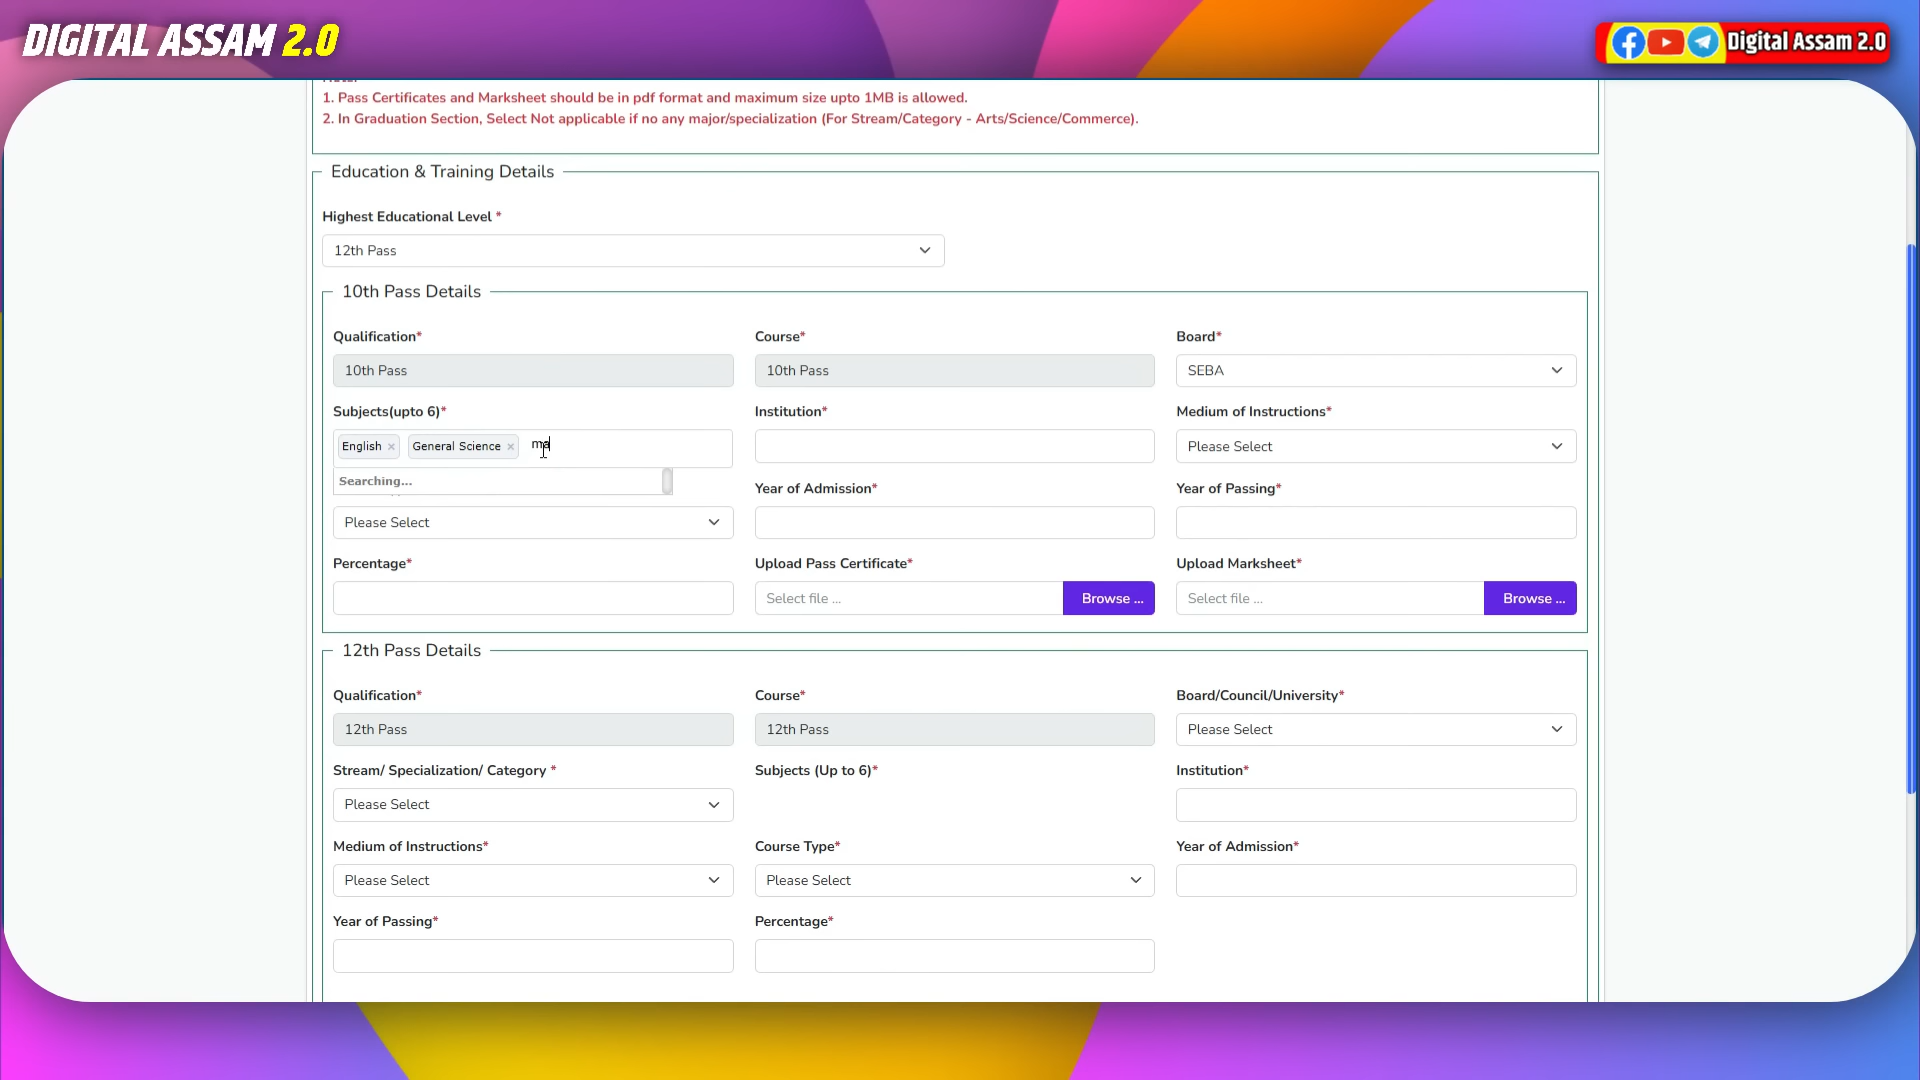 DIGITAL ASSAM 2.0
Digital Assam 2.0
1. Pass Certificates and Marksheet should be in pdf format and maximum size upto 1MB is allowed.
2. In Graduation Section, Select Not applicable if no any major/specialization (For Stream/Category - Arts/Science/Commerce).
Education & Training Details
Highest Educational Level *
12th Pass
10th Pass Details
Qualification* Course* Board*
10th Pass 10th Pass SEBA
Subjects(upto 6)* Institution* Medium of Instructions*
English × General Science × ma Please Select
Searching...
Year of Admission* Year of Passing*
Please Select
Percentage* Upload Pass Certificate* Upload Marksheet*
Select file ... Browse ... Select file ... Browse ...
12th Pass Details
Qualification* Course* Board/Council/University*
12th Pass 12th Pass Please Select
Stream/ Specialization/ Category * Subjects (Up to 6)* Institution*
Please Select
Medium of Instructions* Course Type* Year of Admission*
Please Select Please Select
Year of Passing* Percentage*